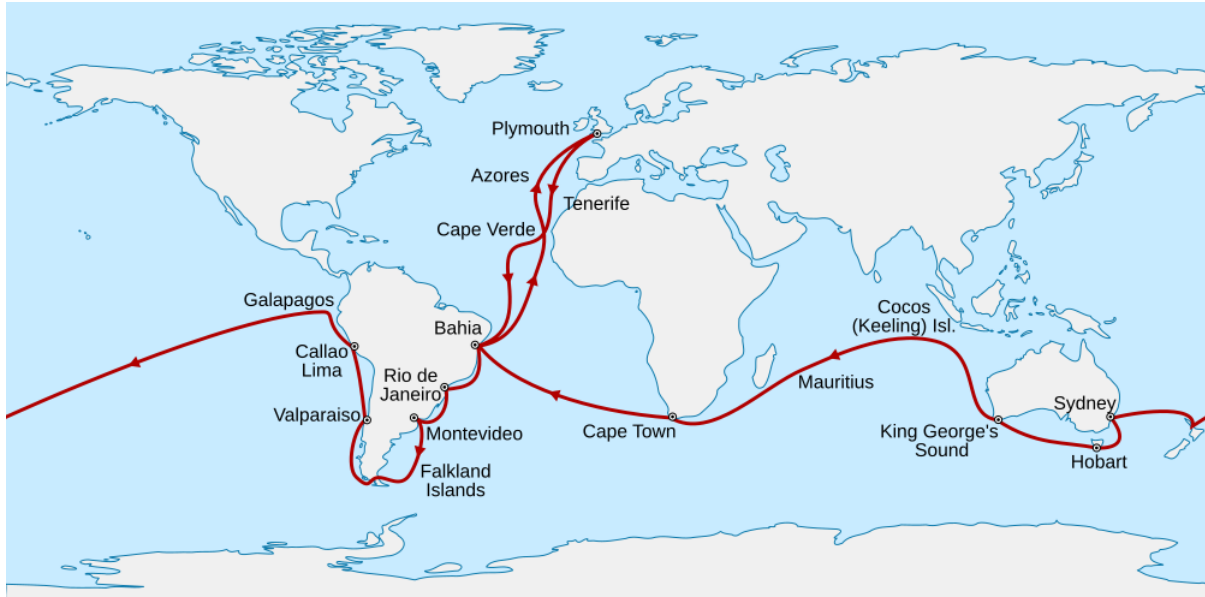 Plymouth
Azores
Tenerife
Cape Verde
Galapagos
Cocos
(Keeling) Isl.
Bahia
Callao
Lima
Rio de
Janeiro
Mauritius
Valparaiso
Sydney
Montevideo
Cape Town
King George's
Sound
Hobart
Falkland
Islands